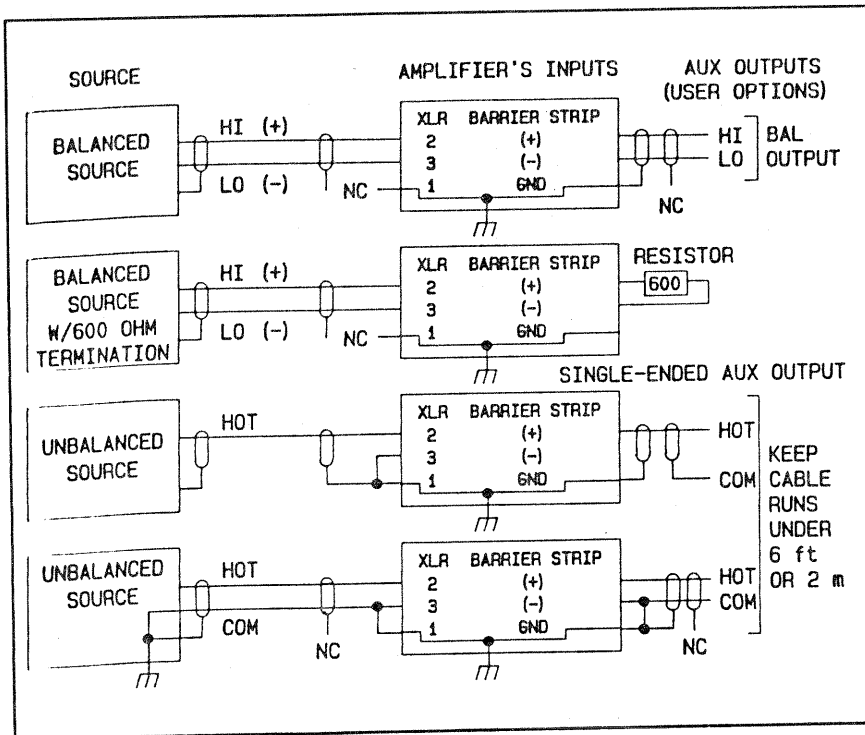 SOURCE
AMPLIFIER'S INPUTS
AUX OUTPUTS
(USER OPTIONS)
BALANCED
SOURCE
HI (+)
LO (-)
NC
XLR BARRIER STRIP
2 (+)
3 (-)
1 GND
HI
LO
BAL
OUTPUT
NC
BALANCED
SOURCE
W/600 OHM
TERMINATION
HI (+)
LO (-)
NC
XLR BARRIER STRIP
2 (+)
3 (-)
1 GND
RESISTOR
600
SINGLE-ENDED AUX OUTPUT
UNBALANCED
SOURCE
HOT
XLR BARRIER STRIP
2 (+)
3 (-)
1 GND
HOT
COM
KEEP
CABLE
RUNS
UNDER
6 ft
OR 2 m
UNBALANCED
SOURCE
HOT
COM
NC
XLR BARRIER STRIP
2 (+)
3 (-)
1 GND
HOT
COM
NC